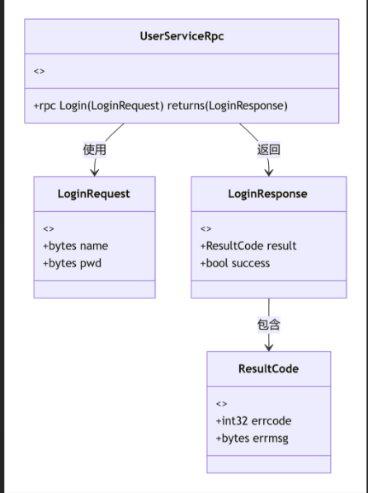 UserServiceRpc
<>
+rpc Login(LoginRequest) returns(LoginResponse)
使用
返回
LoginRequest
<>
+bytes name
+bytes pwd
LoginResponse
<>
+ResultCode result
+bool success
包含
ResultCode
<>
+int32 errcode
+bytes errmsg